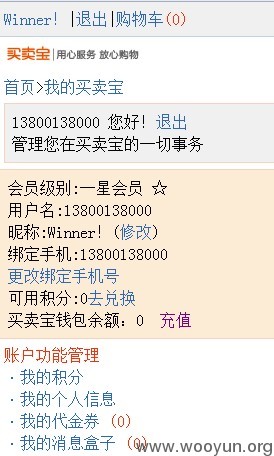 Winner! |退出|购物车(0)
买卖宝 用心服务 放心购物
首页>我的买卖宝
13800138000 您好! 退出
管理您在买卖宝的一切事务
会员级别:一星会员 ☆
用户名:13800138000
昵称:Winner! (修改)
绑定手机:13800138000
更改绑定手机号
可用积分:0去兑换
买卖宝钱包余额：0 充值
账户功能管理
·我的积分
·我的个人信息
·我的代金券 (0)
·我的消息盒子 (0)
www.wooyun.org